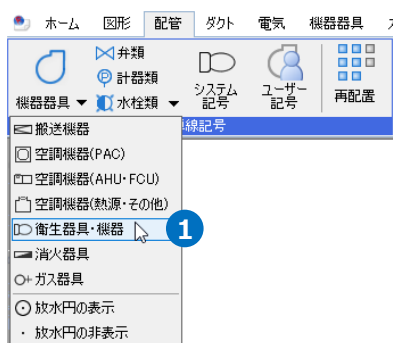 ホーム 図形 配管 ダクト 電気 機器器具
弁類
計器類
機器器具 ▼ 水栓類 ▼
システム記号
ユーザー記号
再配置
線記号
搬送機器
空調機器(PAC)
空調機器(AHU・FCU)
空調機器(熱源・その他)
衛生器具・機器
1
消火器具
ガス器具
放水円の表示
放水円の非表示